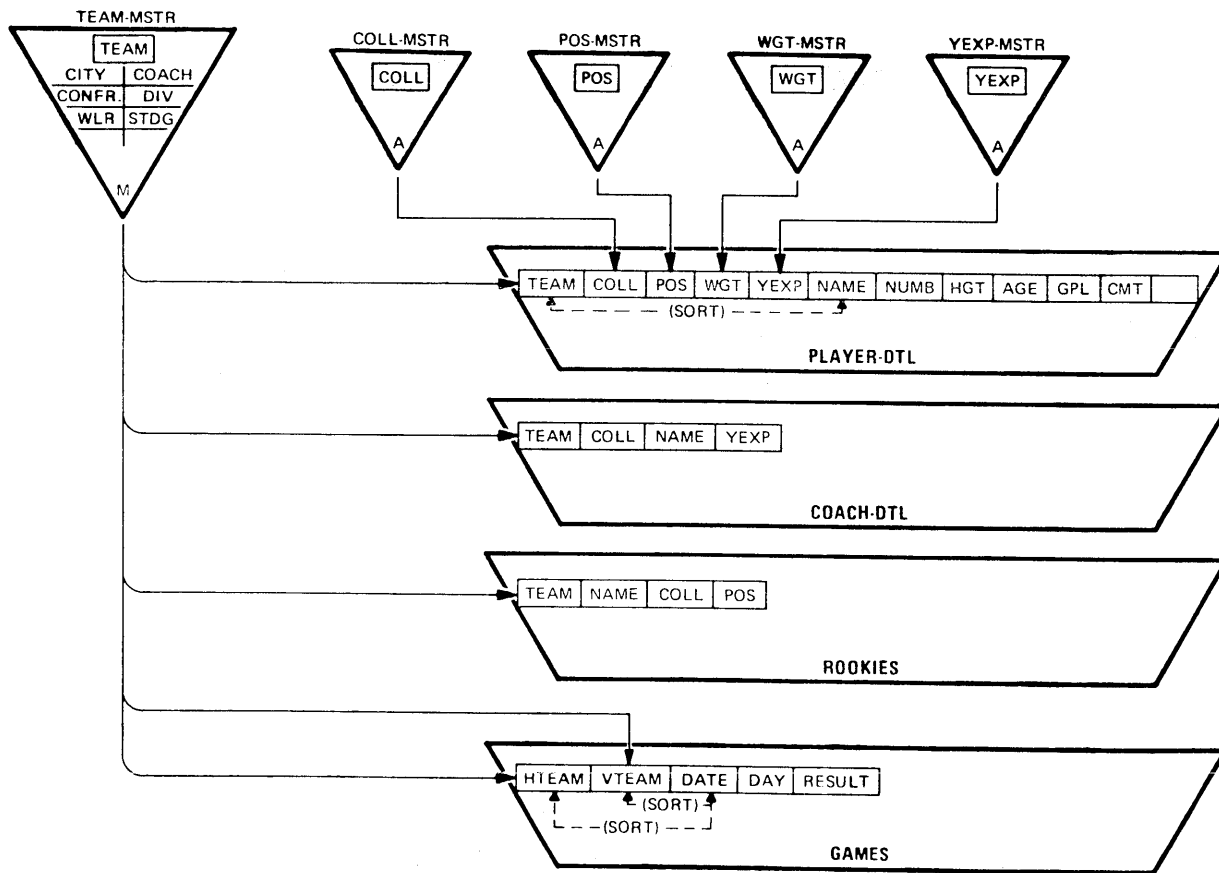 TEAM-MSTR
TEAM
CITY COACH
CONFR. DIV
WLR STDG
M
COLL-MSTR
COLL
A
POS-MSTR
POS
A
WGT-MSTR
WGT
A
YEXP-MSTR
YEXP
A
TEAM COLL POS WGT YEXP NAME NUMB HGT AGE GPL CMT
(SORT)
PLAYER-DTL
TEAM COLL NAME YEXP
COACH-DTL
TEAM NAME COLL POS
ROOKIES
HTEAM VTEAM DATE DAY RESULT
(SORT)
(SORT)
GAMES